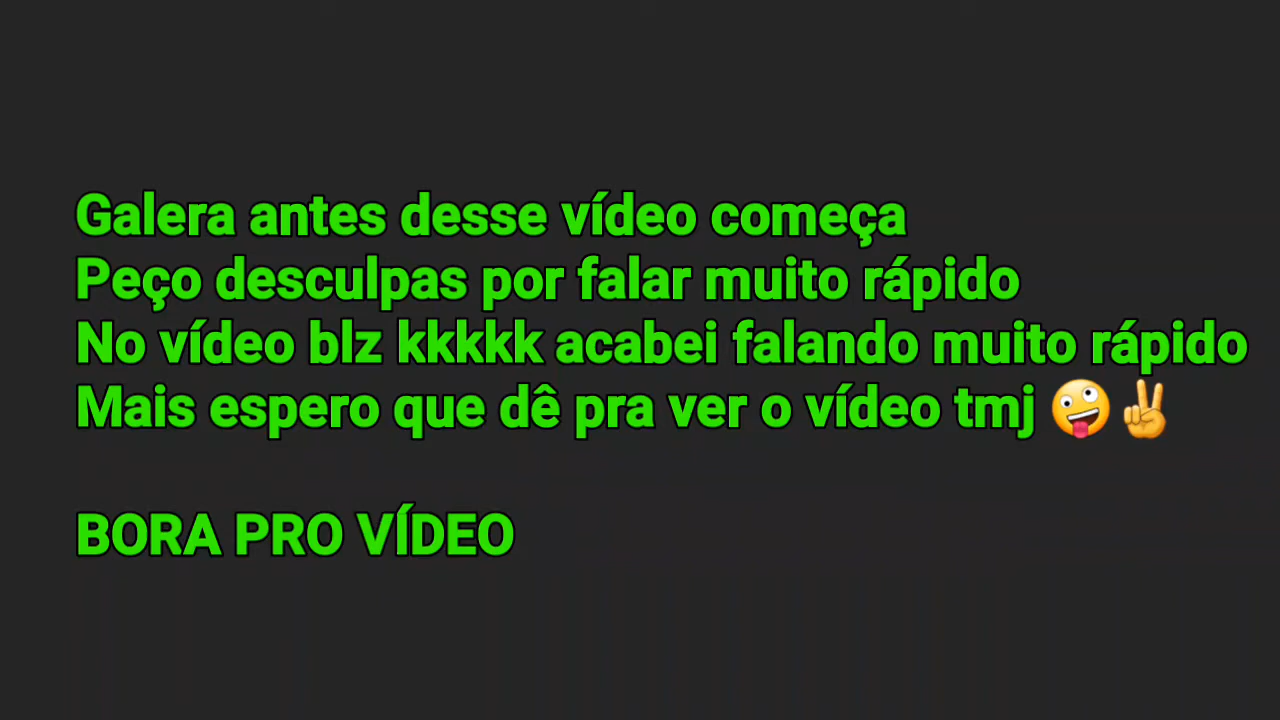 Galera antes desse vídeo começa
Peço desculpas por falar muito rápido
No vídeo blz kkkkk acabei falando muito rápido
Mais espero que dê pra ver o vídeo tmj 🤪✌
BORA PRO VÍDEO